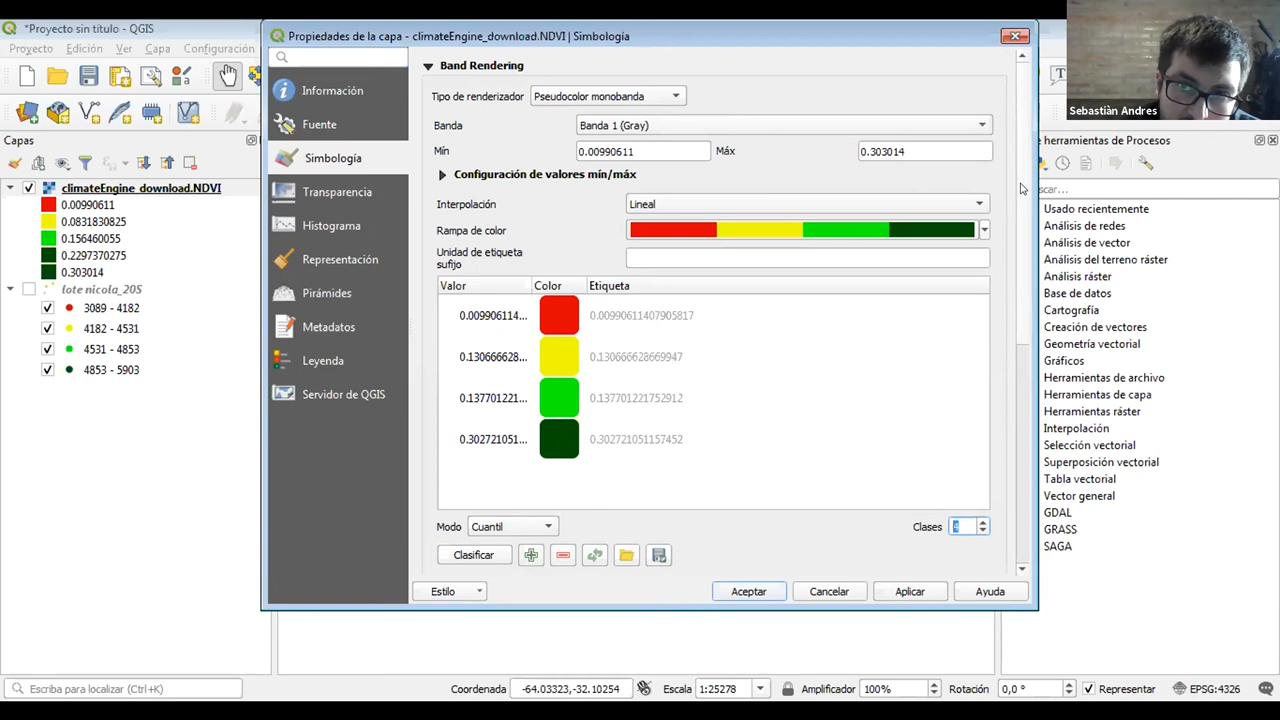 *Proyecto sin título - QGIS
Proyecto Edición Ver Capa Configuración
Propiedades de la capa - climateEngine_download.NDVI | Simbología
Sebastiàn Andres
Capas
climateEngine_download.NDVI
0.00990611
0.0831830825
0.156460055
0.2297370275
0.303014
lote nicola_20S
3089 - 4182
4182 - 4531
4531 - 4853
4853 - 5903
Información
Fuente
Simbología
Transparencia
Histograma
Representación
Pirámides
Metadatos
Leyenda
Servidor de QGIS
Band Rendering
Tipo de renderizador Pseudocolor monobanda
Banda Banda 1 (Gray)
Mín 0.00990611 Máx 0.303014
Configuración de valores mín/máx
Interpolación Lineal
Rampa de color
Unidad de etiqueta
sufijo
Valor Color Etiqueta
0.009906114... 0.00990611407905817
0.130666628... 0.130666628669947
0.137701221... 0.137701221752912
0.302721051... 0.302721051157452
Modo Cuantil Clases 4
Clasificar
Estilo Aceptar Cancelar Aplicar Ayuda
e herramientas de Procesos
scar...
Usado recientemente
Análisis de redes
Análisis de vector
Análisis del terreno ráster
Análisis ráster
Base de datos
Cartografía
Creación de vectores
Geometría vectorial
Gráficos
Herramientas de archivo
Herramientas de capa
Herramientas ráster
Interpolación
Selección vectorial
Superposición vectorial
Tabla vectorial
Vector general
GDAL
GRASS
SAGA
Escriba para localizar (Ctrl+K) Coordenada -64.03323,-32.10254 Escala 1:25278 Amplificador 100% Rotación 0,0 ° Representar EPSG:4326